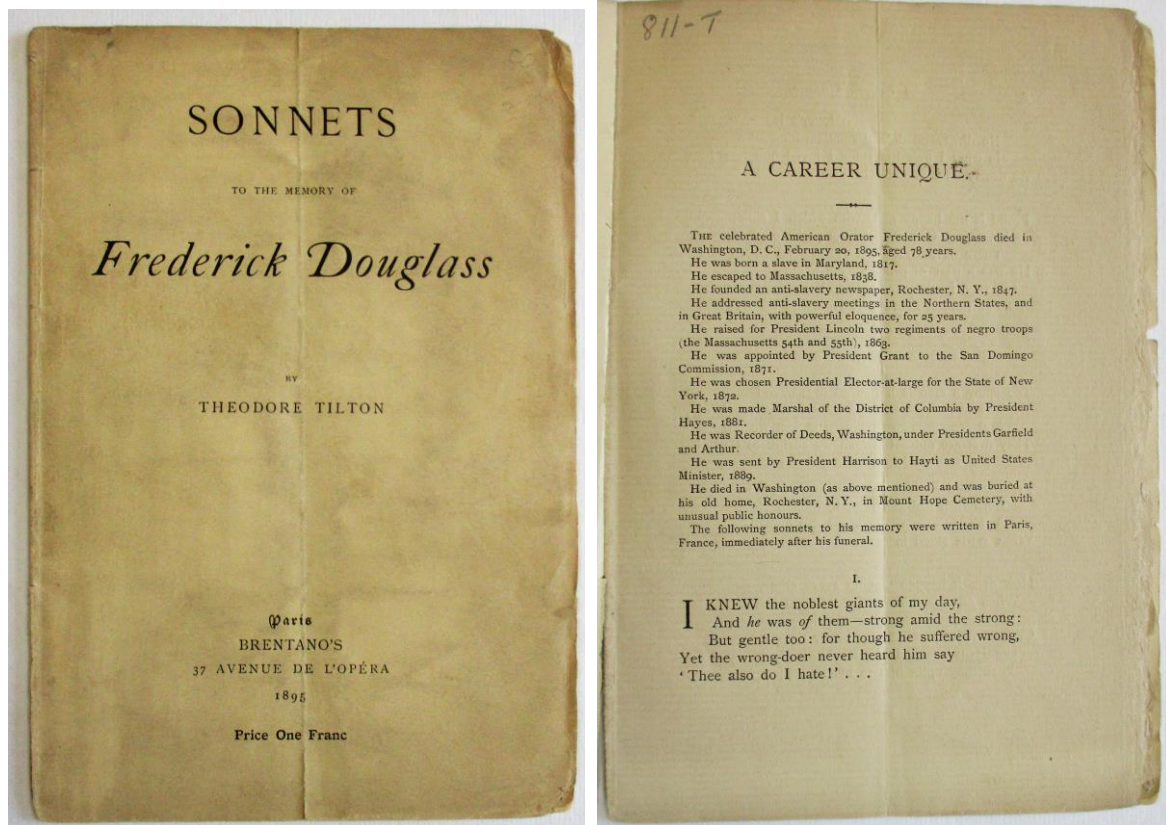 SONNETS
TO THE MEMORY OF
Frederick Douglass
BY
THEODORE TILTON
Paris
BRENTANO'S
37 AVENUE DE L'OPÉRA
1895
Price One Franc
811-T
A CAREER UNIQUE.
THE celebrated American Orator Frederick Douglass died in
Washington, D. C., February 20, 1895, aged 78 years.
He was born a slave in Maryland, 1817.
He escaped to Massachusetts, 1838.
He founded an anti-slavery newspaper, Rochester, N. Y., 1847.
He addressed anti-slavery meetings in the Northern States, and
in Great Britain, with powerful eloquence, for 25 years.
He raised for President Lincoln two regiments of negro troops
(the Massachusetts 54th and 55th), 1863.
He was appointed by President Grant to the San Domingo
Commission, 1871.
He was chosen Presidential Elector-at-large for the State of New
York, 1872.
He was made Marshal of the District of Columbia by President
Hayes, 1881.
He was Recorder of Deeds, Washington, under Presidents Garfield
and Arthur.
He was sent by President Harrison to Hayti as United States
Minister, 1889.
He died in Washington (as above mentioned) and was buried at
his old home, Rochester, N. Y., in Mount Hope Cemetery, with
unusual public honours.
The following sonnets to his memory were written in Paris,
France, immediately after his funeral.
I.
I KNEW the noblest giants of my day,
And he was of them—strong amid the strong:
But gentle too: for though he suffered wrong,
Yet the wrong-doer never heard him say
'Thee also do I hate!' . . .